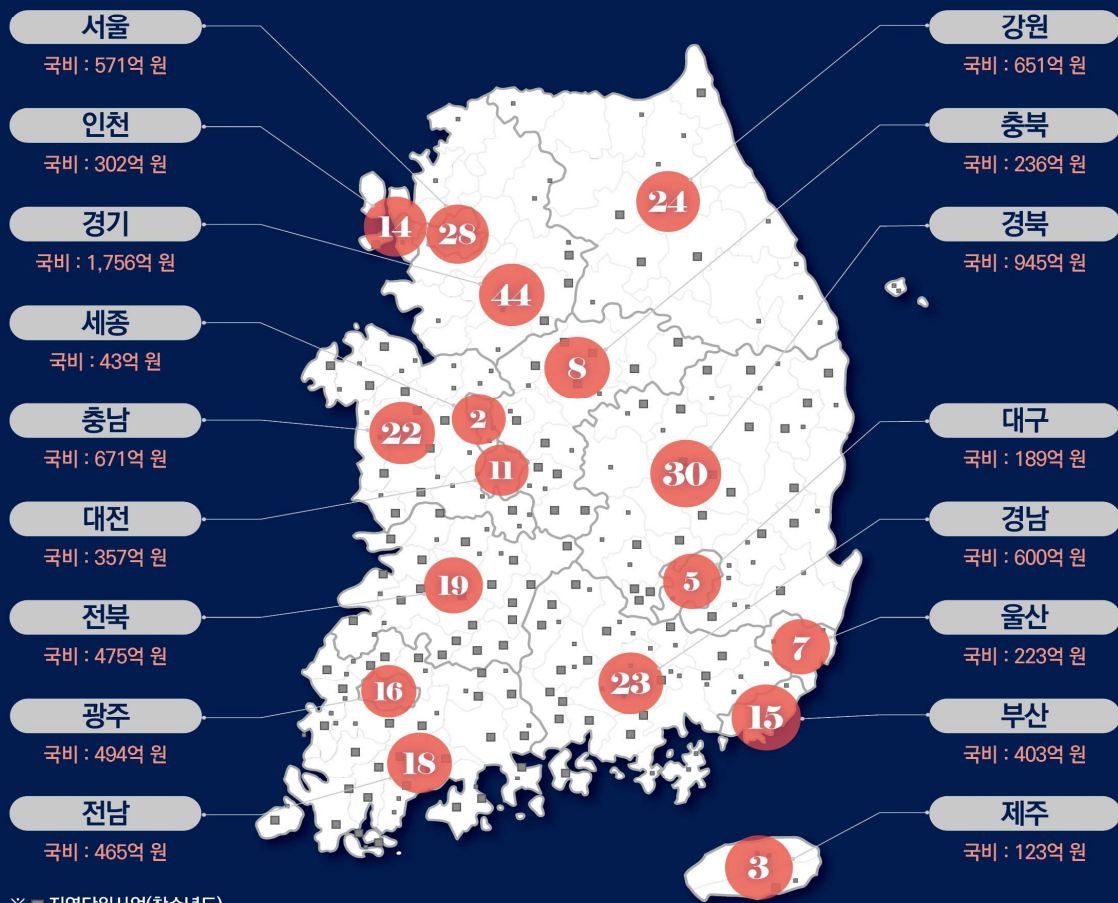 서울
국비 : 571억 원
인천
국비 : 302억 원
경기
국비 : 1,756억 원
세종
국비 : 43억 원
충남
국비 : 671억 원
대전
국비 : 357억 원
전북
국비 : 475억 원
광주
국비 : 494억 원
전남
국비 : 465억 원
14
28
44
24
8
2
22
11
30
19
5
7
16
23
15
18
3
강원
국비 : 651억 원
충북
국비 : 236억 원
경북
국비 : 945억 원
대구
국비 : 189억 원
경남
국비 : 600억 원
울산
국비 : 223억 원
부산
국비 : 403억 원
제주
국비 : 123억 원